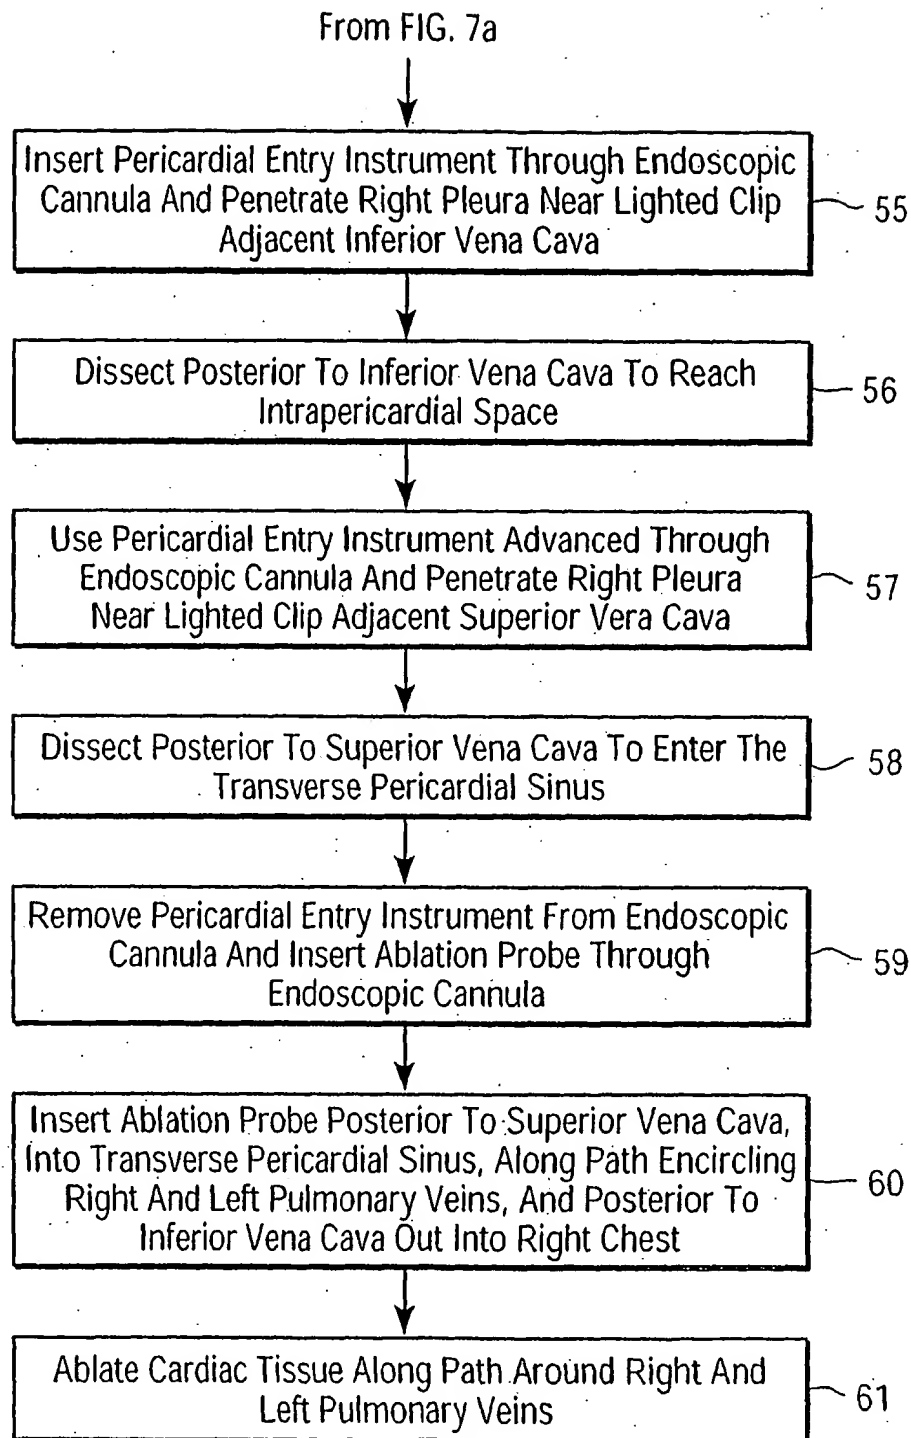 From FIG. 7a
Insert Pericardial Entry Instrument Through Endoscopic
Cannula And Penetrate Right Pleura Near Lighted Clip
Adjacent Inferior Vena Cava
55
Dissect Posterior To Inferior Vena Cava To Reach
Intrapericardial Space
56
Use Pericardial Entry Instrument Advanced Through
Endoscopic Cannula And Penetrate Right Pleura
Near Lighted Clip Adjacent Superior Vera Cava
57
Dissect Posterior To Superior Vena Cava To Enter The
Transverse Pericardial Sinus
58
Remove Pericardial Entry Instrument From Endoscopic
Cannula And Insert Ablation Probe Through
Endoscopic Cannula
59
Insert Ablation Probe Posterior To Superior Vena Cava,
Into Transverse Pericardial Sinus, Along Path Encircling
Right And Left Pulmonary Veins, And Posterior To
Inferior Vena Cava Out Into Right Chest
60
Ablate Cardiac Tissue Along Path Around Right And
Left Pulmonary Veins
61